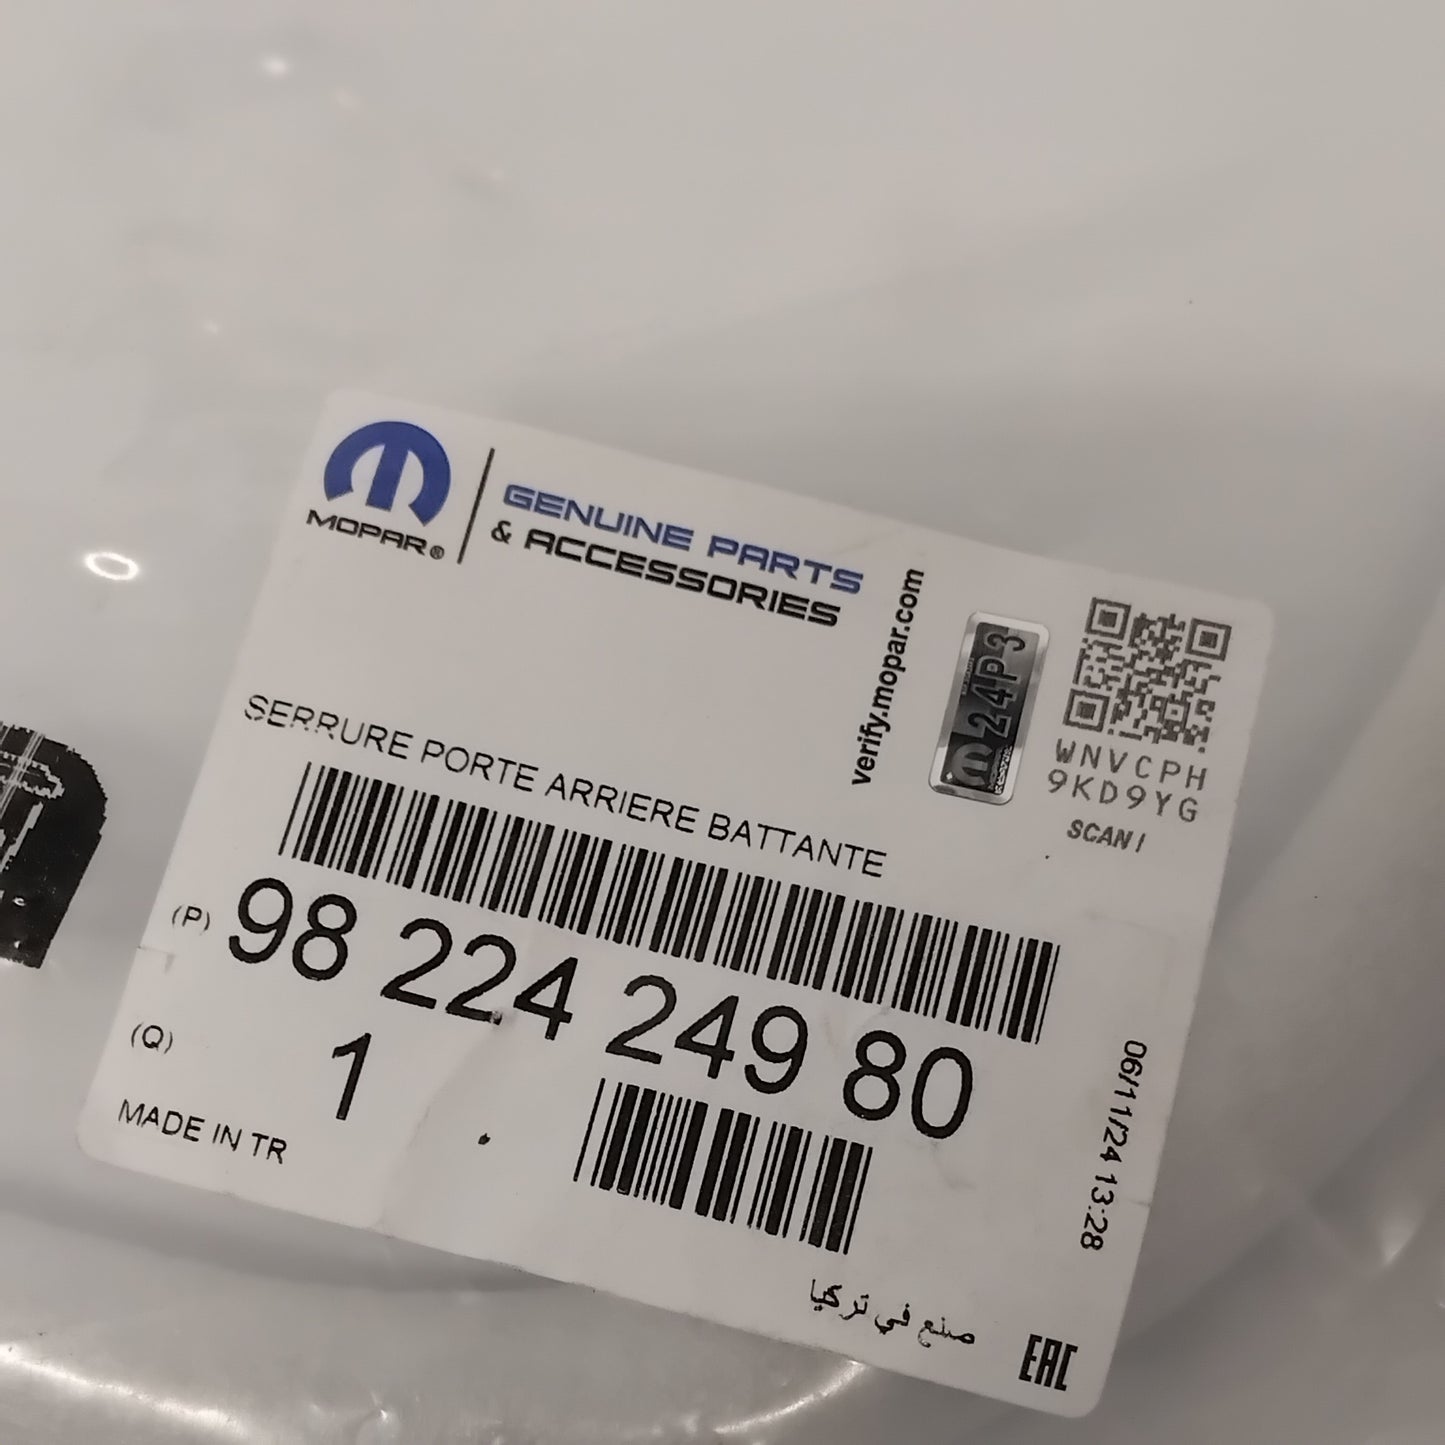 MOPAR®
GENUINE PARTS
& ACCESSORIES
verify.mopar.com
24P3
WNVCPH
9KD9YG
SCAN!
SERRURE PORTE ARRIERE BATTANTE
(P) 98 224 249 80
(Q) 1
MADE IN TR
06/11/24 13:28
صنع في تركيا
EAC